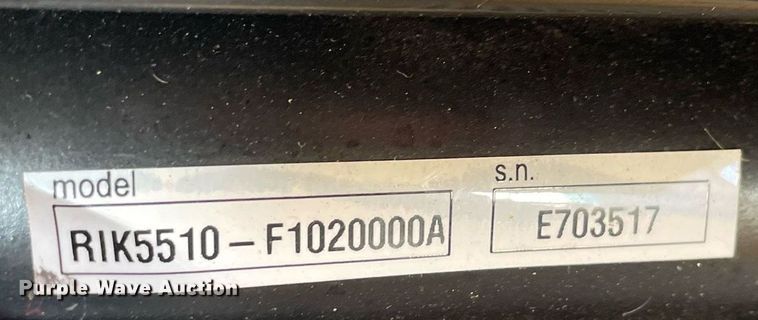 model
s.n.
RIK5510-F1020000A
E703517
Purple Wave Auction